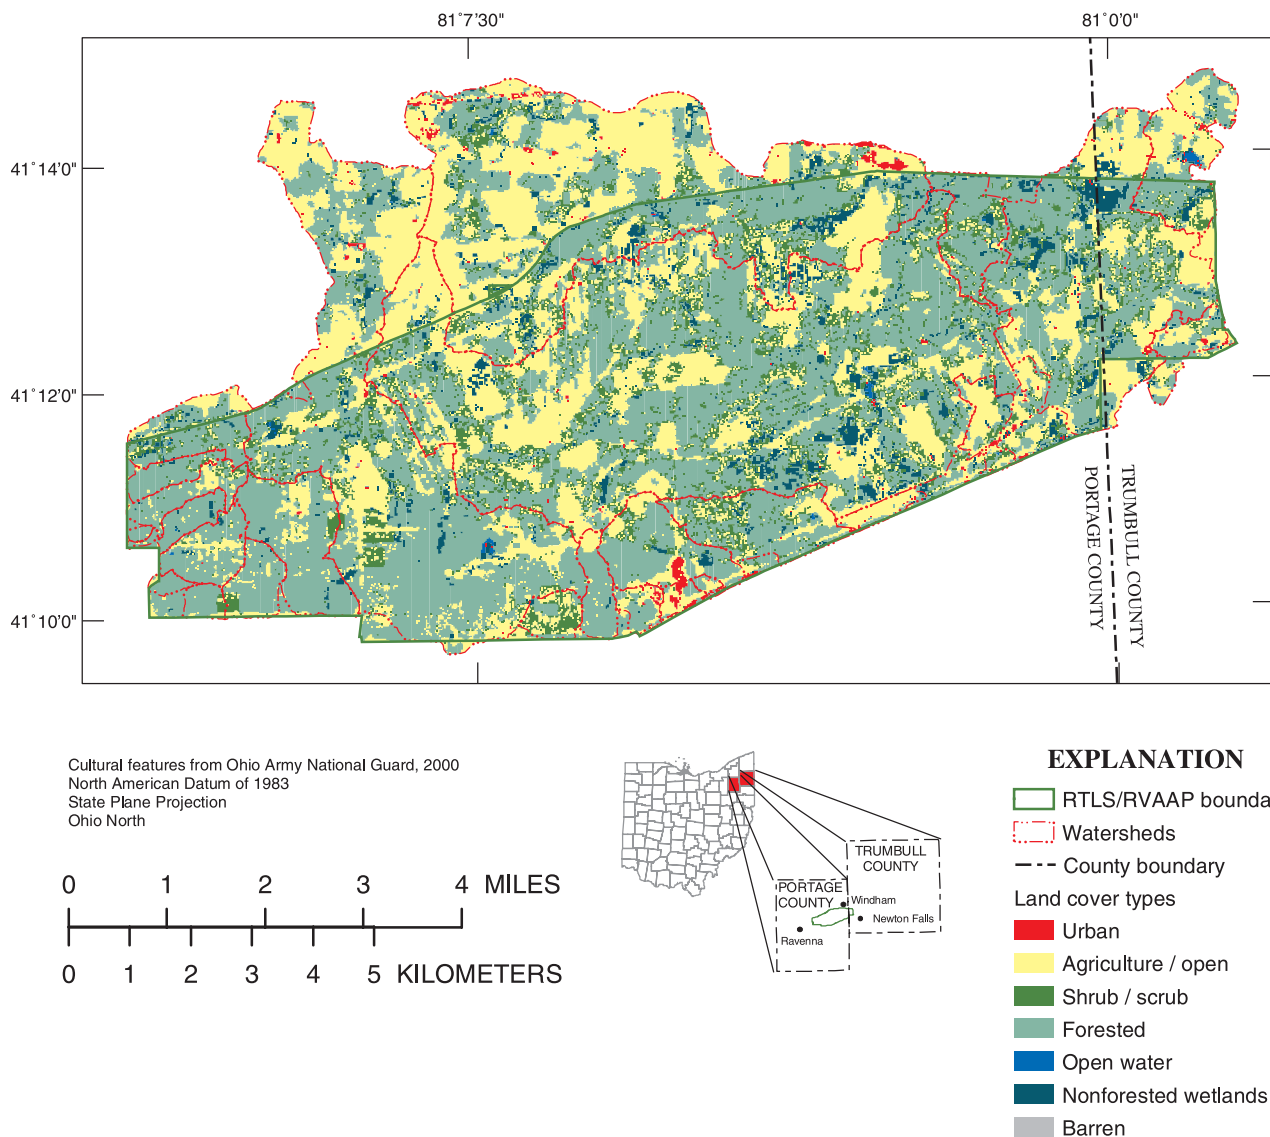 81°7'30"
81°0'0"
41°14'0"
41°12'0"
41°10'0"
TRUMBULL COUNTY
PORTAGE COUNTY
Cultural features from Ohio Army National Guard, 2000
North American Datum of 1983
State Plane Projection
Ohio North
0 1 2 3 4 MILES
0 1 2 3 4 5 KILOMETERS
TRUMBULL
COUNTY
PORTAGE
COUNTY
Windham
Newton Falls
Ravenna
EXPLANATION
RTLS/RVAAP bounda
Watersheds
County boundary
Land cover types
Urban
Agriculture / open
Shrub / scrub
Forested
Open water
Nonforested wetlands
Barren